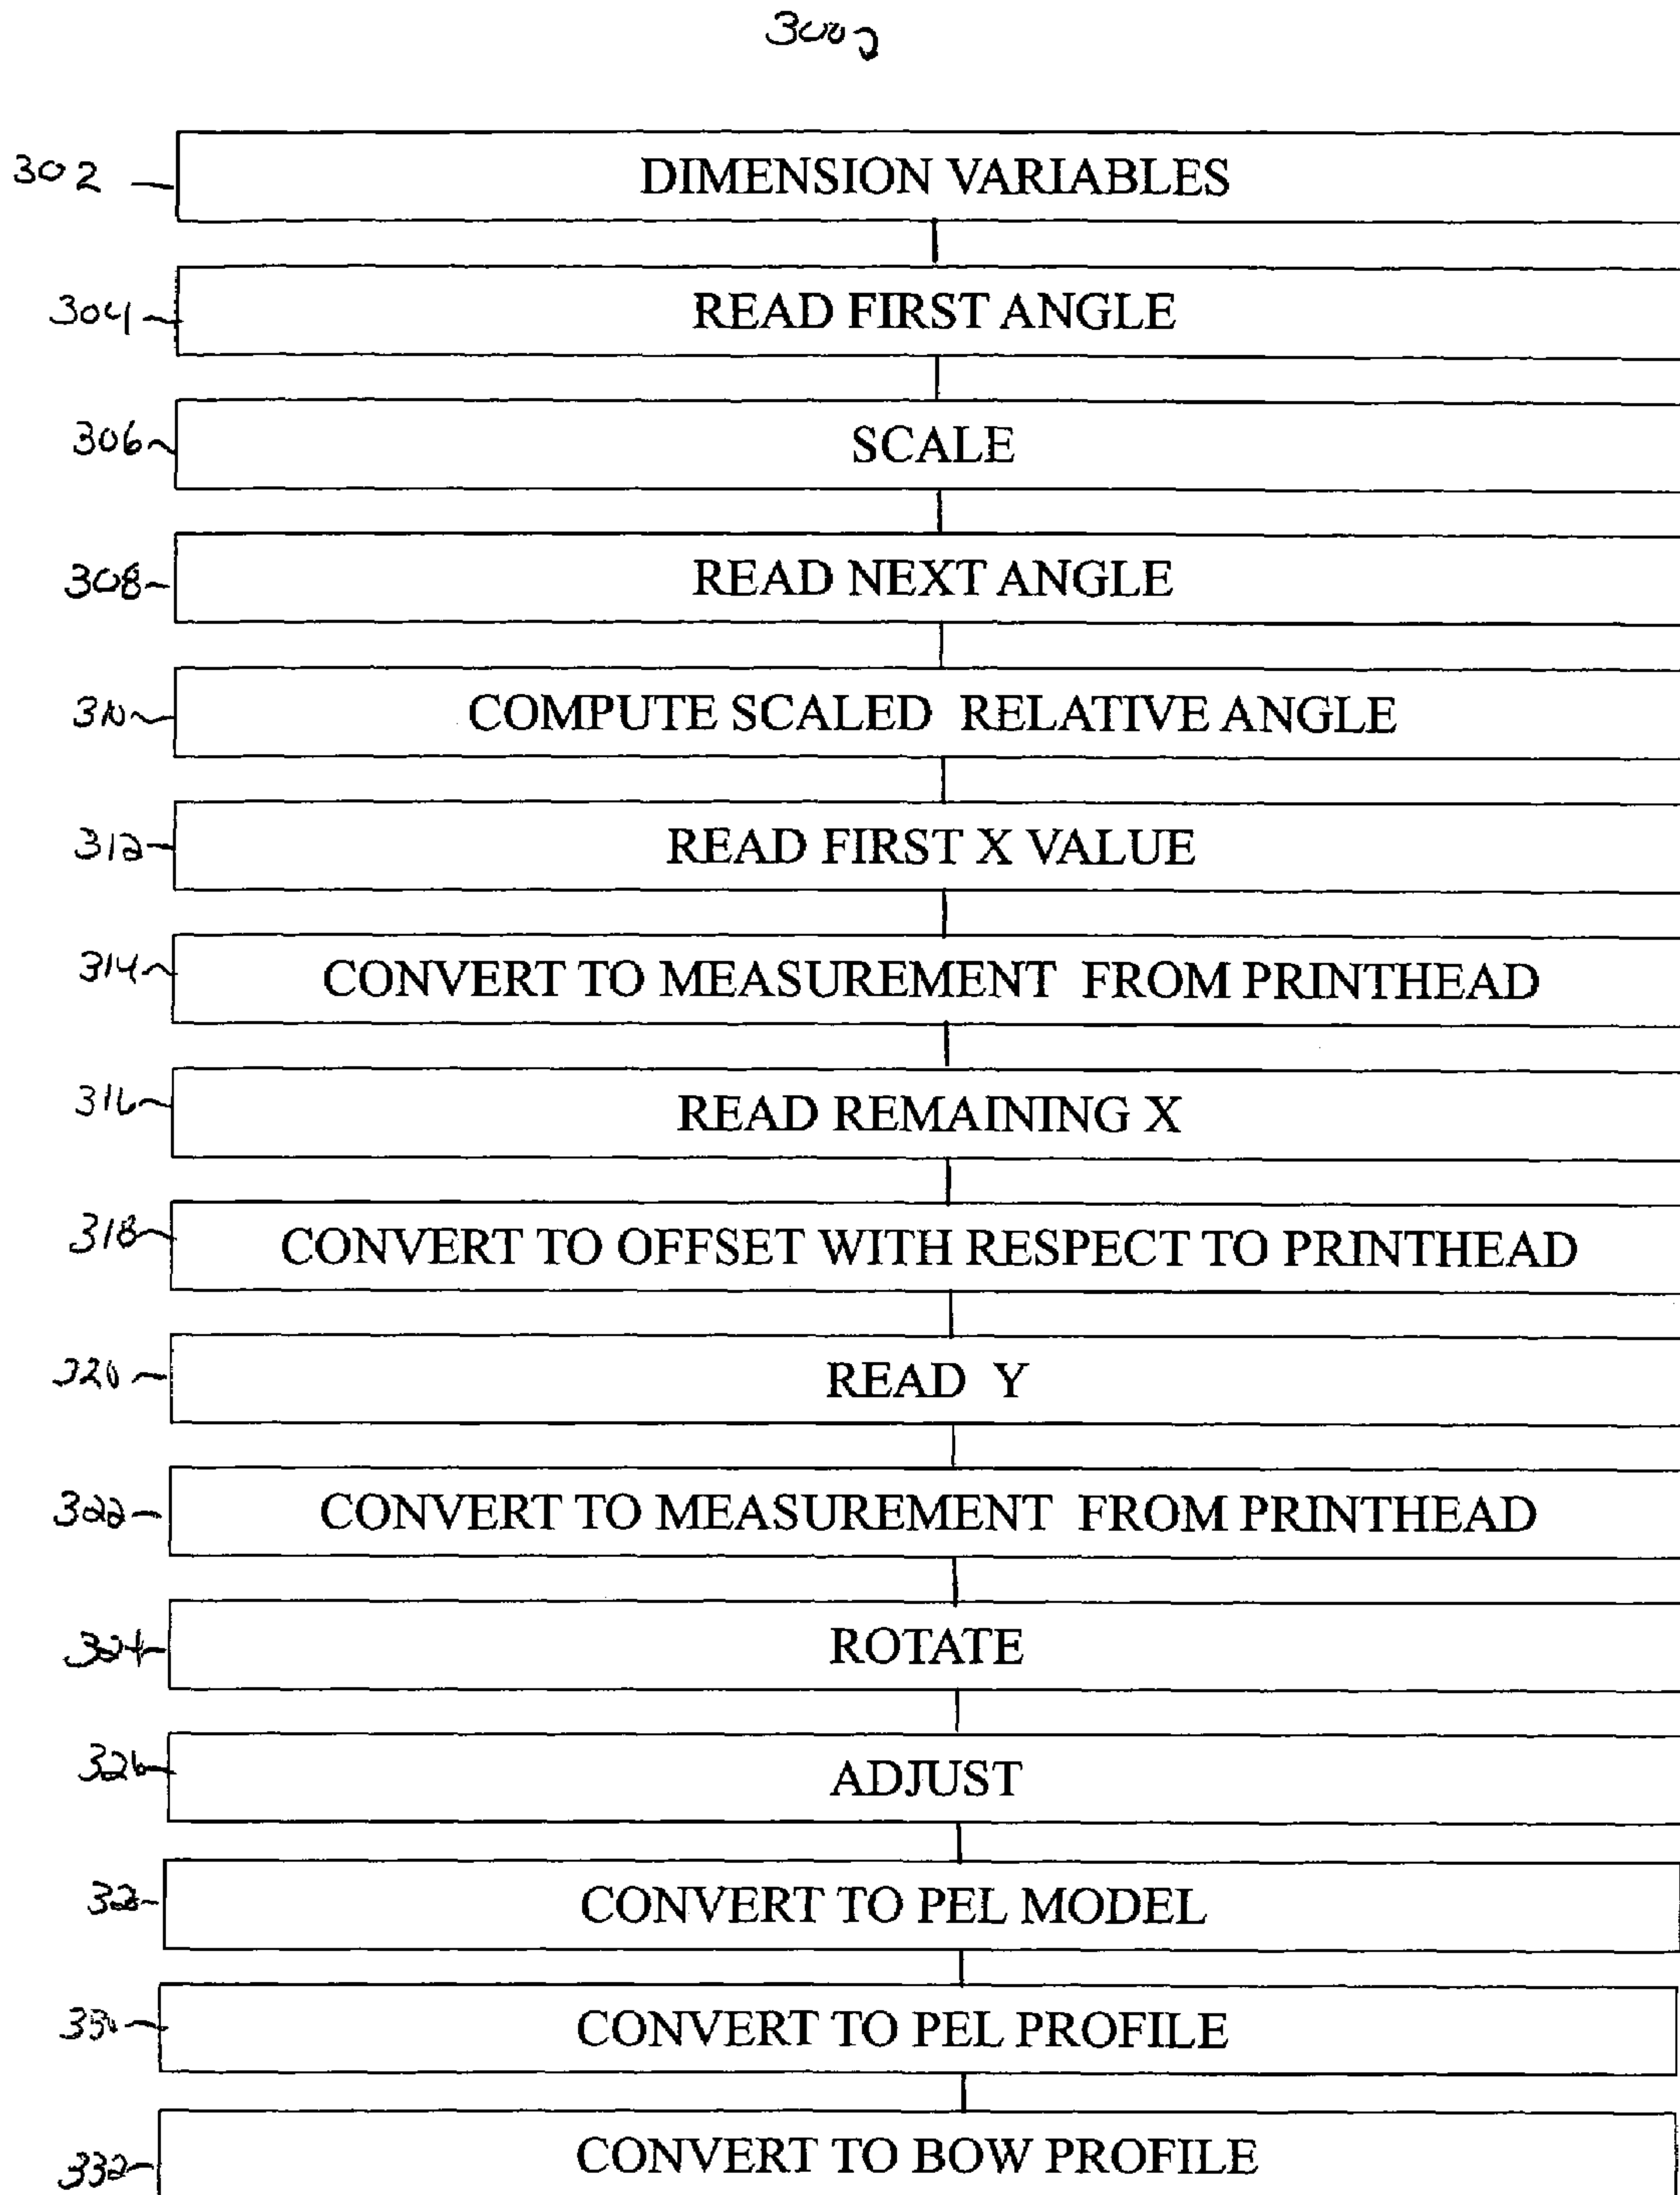 300
302 DIMENSION VARIABLES
304 READ FIRST ANGLE
306 SCALE
308 READ NEXT ANGLE
310 COMPUTE SCALED RELATIVE ANGLE
312 READ FIRST X VALUE
314 CONVERT TO MEASUREMENT FROM PRINTHEAD
316 READ REMAINING X
318 CONVERT TO OFFSET WITH RESPECT TO PRINTHEAD
320 READ Y
322 CONVERT TO MEASUREMENT FROM PRINTHEAD
324 ROTATE
326 ADJUST
CONVERT TO PEL MODEL
330 CONVERT TO PEL PROFILE
332 CONVERT TO BOW PROFILE